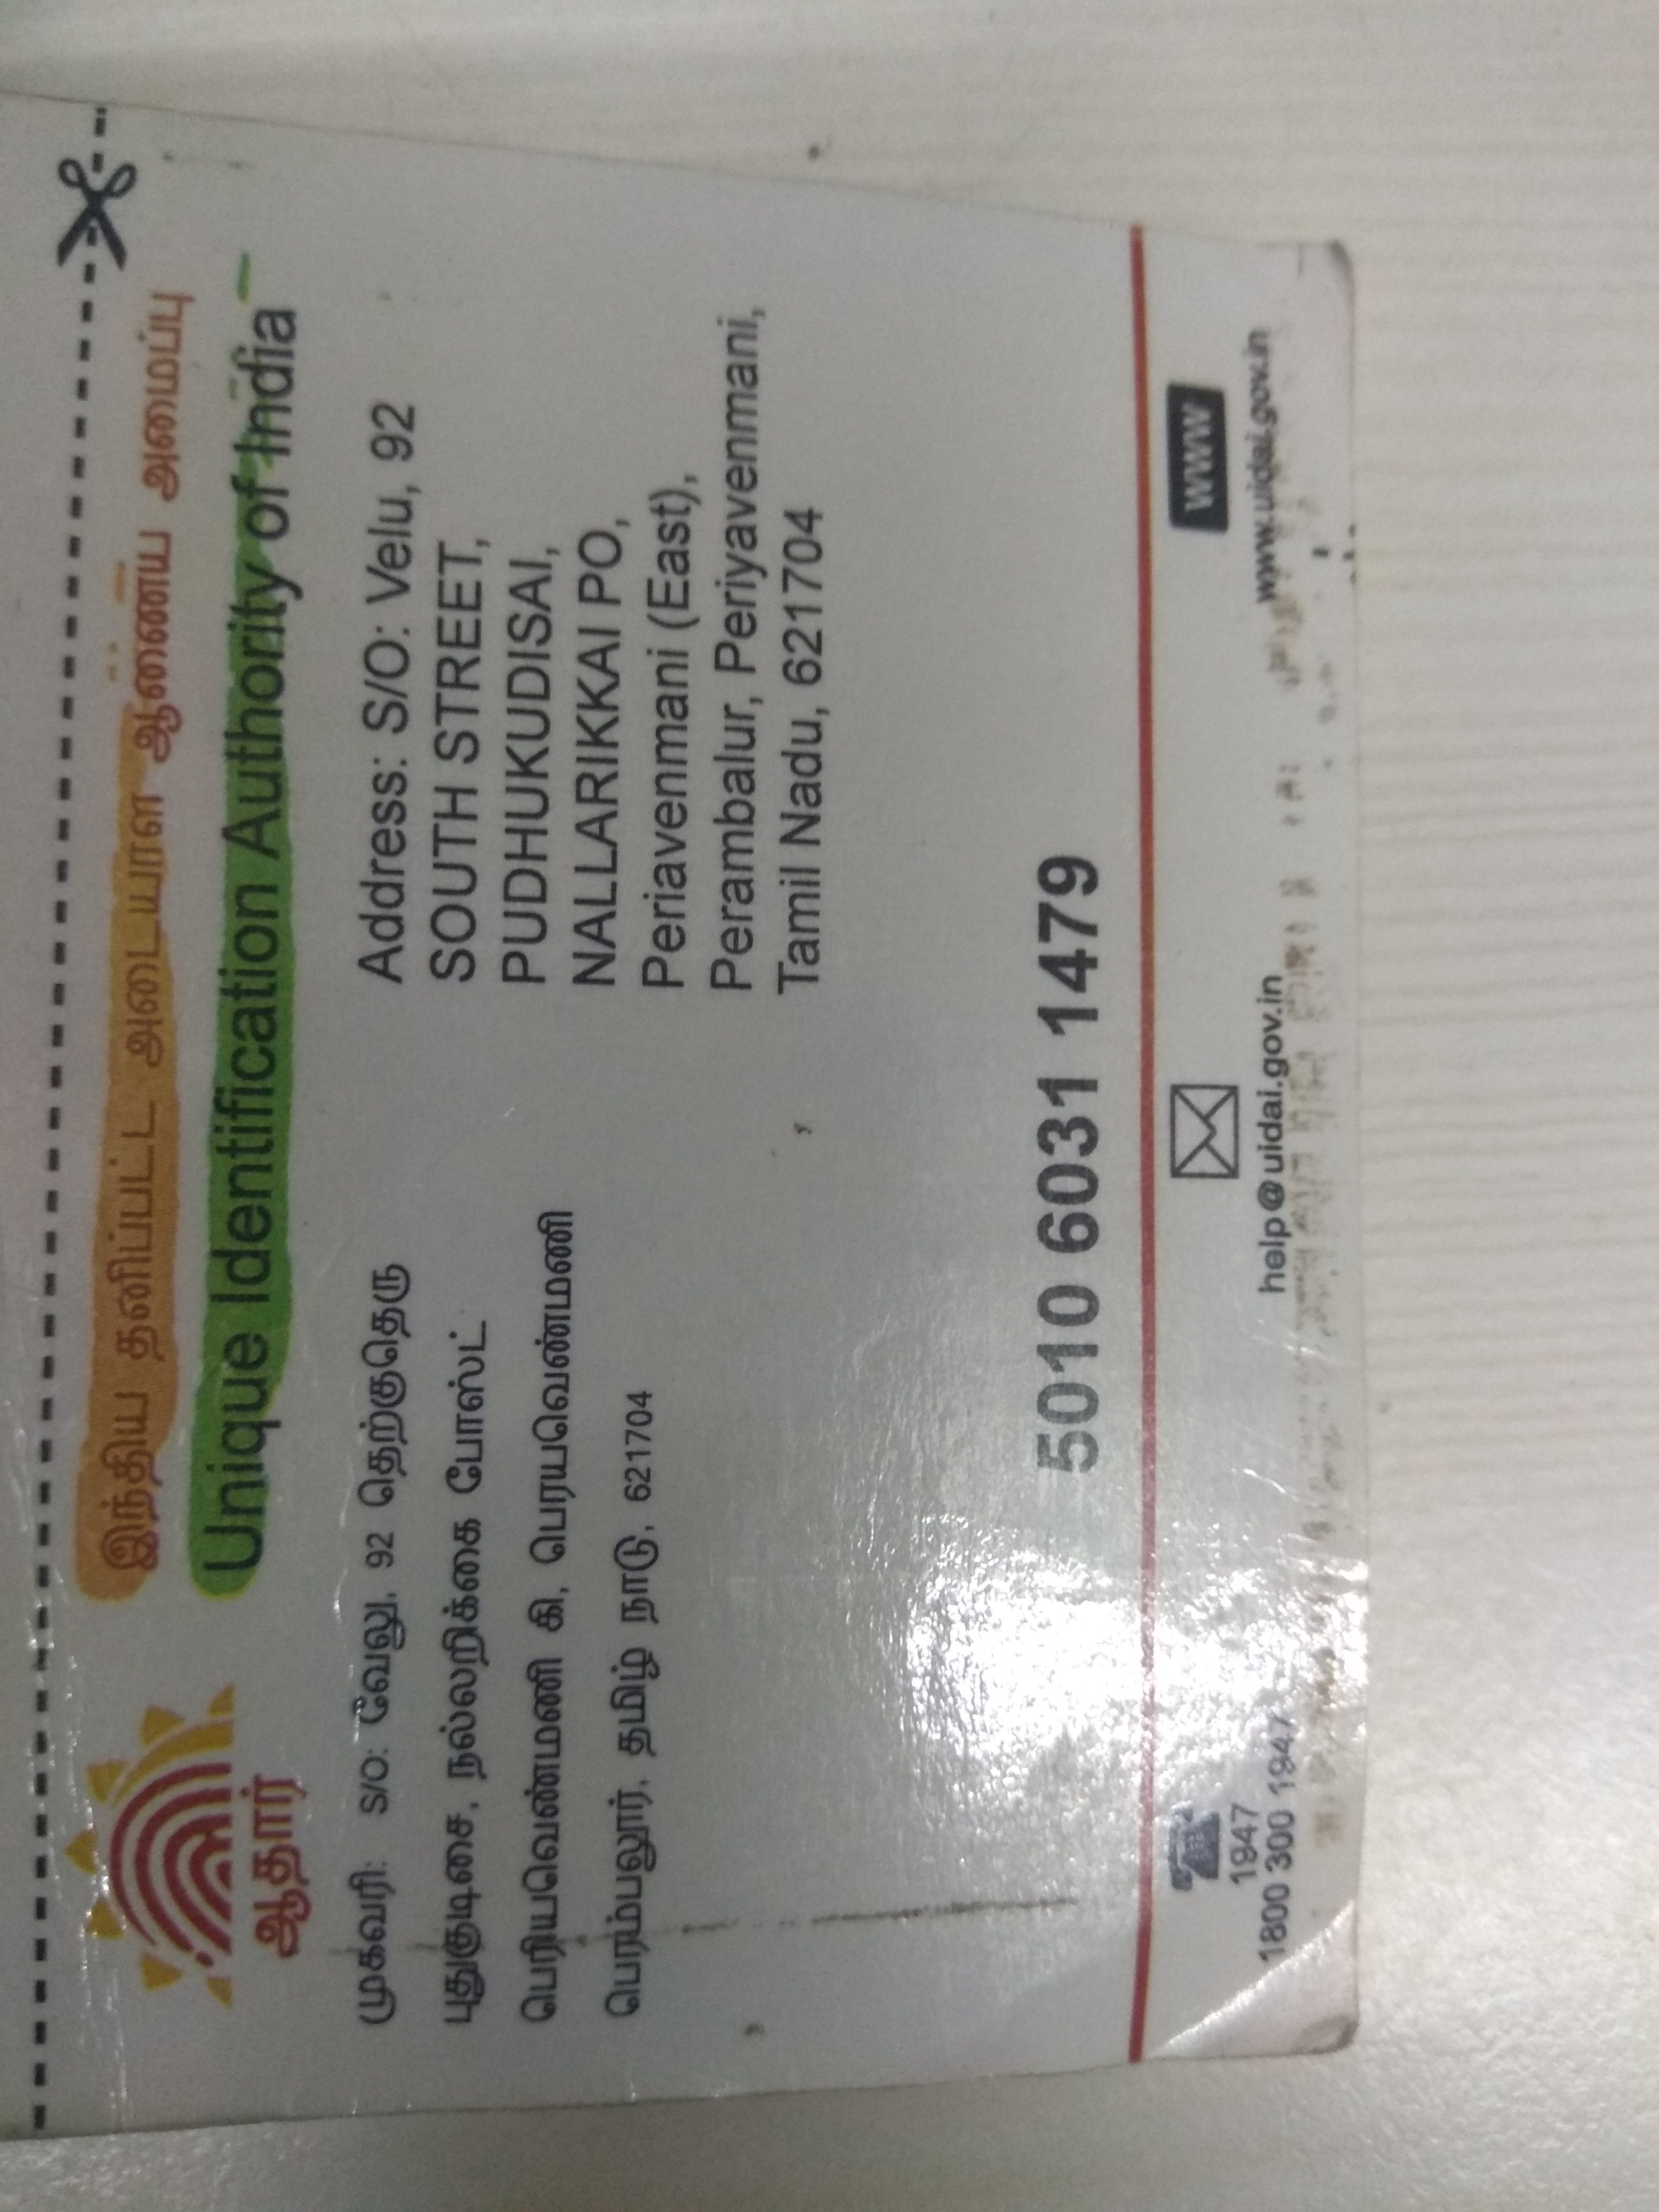 இந்திய தனிப்பட்ட அடையாள ஆணைய அமைப்பு
Unique Identification Authority of India
ஆதார்
முகவரி: S/O: வேலு, 92 தெற்குதெரு
புதுகுடிசை, நல்லறிக்கை போஸ்ட்
பெரியவெண்மணி கி, பெரயவெண்மணி
பெரம்பலூர், தமிழ் நாடு, 621704
Address: S/O: Velu, 92
SOUTH STREET,
PUDHUKUDISAI,
NALLARIKKAI PO,
Periavenmani (East),
Perambalur, Periyavenmani,
Tamil Nadu, 621704
5010 6031 1479
1947
1800 300 1947
help@uidai.gov.in
WWW
www.uidai.gov.in